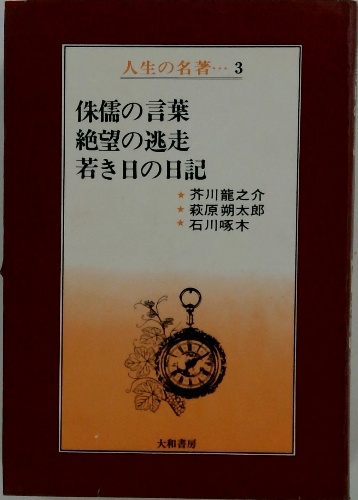 人生の名著…3
侏儒の言葉
絶望の逃走
若き日の日記
★芥川龍之介
★萩原朔太郎
★石川啄木
大和書房